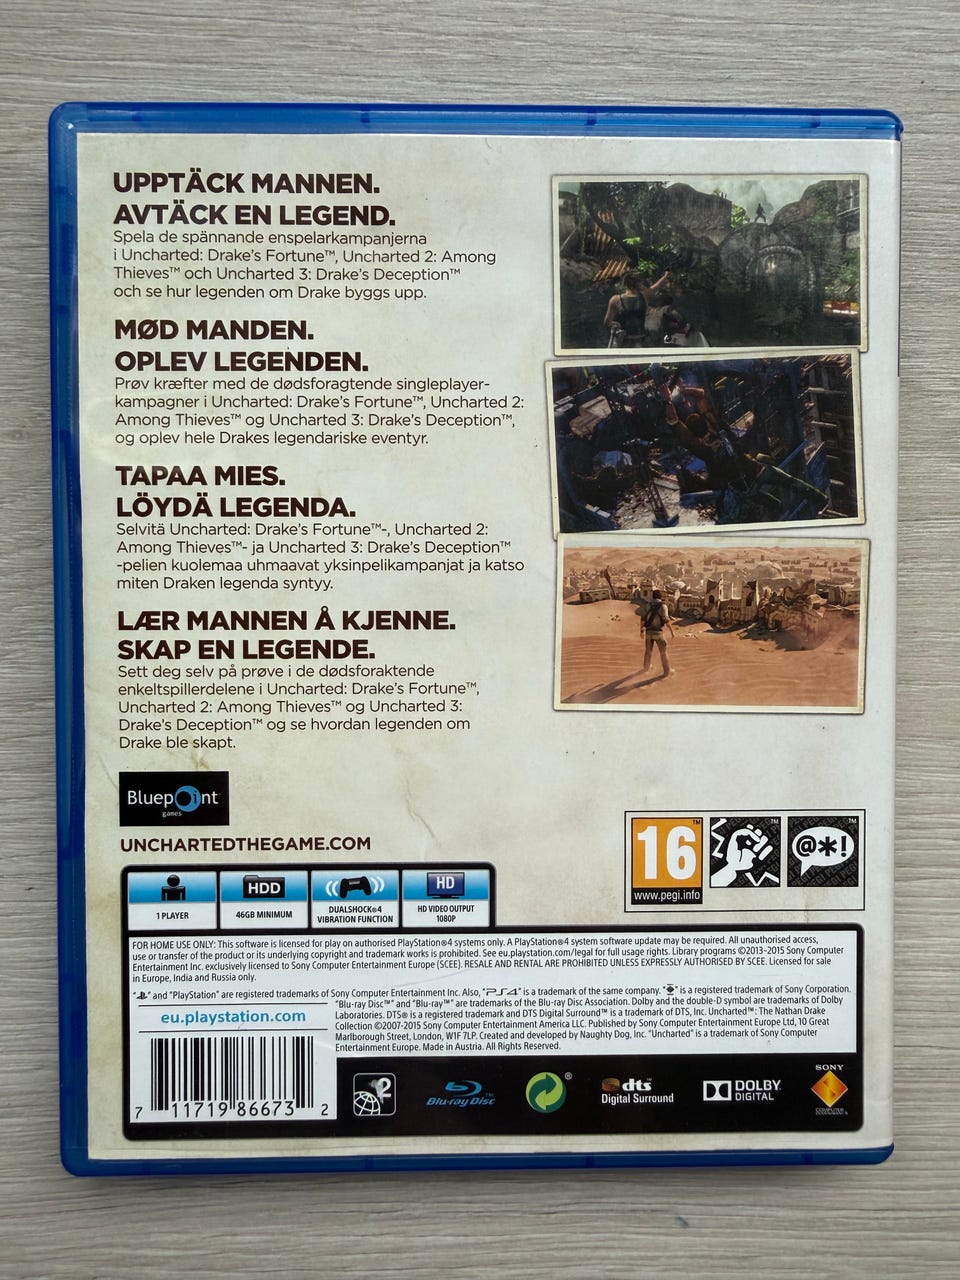 UPPTÄCK MANNEN.
AVTÄCK EN LEGEND.
Spela de spännande enspelarkampanjerna
i Uncharted: Drake's Fortune™, Uncharted 2: Among
Thieves™ och Uncharted 3: Drake's Deception™
och se hur legenden om Drake byggs upp.
MØD MANDEN.
OPLEV LEGENDEN.
Prøv kræfter med de dødsforagtende singleplayer-
kampagner i Uncharted: Drake's Fortune™, Uncharted 2:
Among Thieves™ og Uncharted 3: Drake's Deception™,
og oplev hele Drakes legendariske eventyr.
TAPAA MIES.
LÖYDÄ LEGENDA.
Selvitä Uncharted: Drake's Fortune™-, Uncharted 2:
Among Thieves™- ja Uncharted 3: Drake's Deception™
-pelien kuolemaa uhmaavat yksinpelikampanjat ja katso
miten Draken legenda syntyy.
LÆR MANNEN Å KJENNE.
SKAP EN LEGENDE.
Sett deg selv på prøve i de dødsforaktende
enkeltspillerdelene i Uncharted: Drake's Fortune™,
Uncharted 2: Among Thieves™ og Uncharted 3:
Drake's Deception™ og se hvordan legenden om
Drake ble skapt.
Bluepoint
games
UNCHARTEDTHEGAME.COM
16
www.pegi.info
@*!
1 PLAYER
HDD
46GB MINIMUM
DUALSHOCK®4
VIBRATION FUNCTION
HD
HD VIDEO OUTPUT
1080P
FOR HOME USE ONLY: This software is licensed for play on authorised PlayStation®4 systems only. A PlayStation®4 system software update may be required. All unauthorised access,
use or transfer of the product or its underlying copyright and trademark works is prohibited. See eu.playstation.com/legal for full usage rights. Library programs ©2013-2015 Sony Computer
Entertainment Inc. exclusively licensed to Sony Computer Entertainment Europe (SCEE). RESALE AND RENTAL ARE PROHIBITED UNLESS EXPRESSLY AUTHORISED BY SCEE. Licensed for sale
in Europe, India and Russia only.
" " and "PlayStation" are registered trademarks of Sony Computer Entertainment Inc. Also, "PS4" is a trademark of the same company. " " is a registered trademark of Sony Corporation.
"Blu-ray Disc™" and "Blu-ray™" are trademarks of the Blu-ray Disc Association. Dolby and the double-D symbol are trademarks of Dolby
Laboratories. DTS® is a registered trademark and DTS Digital Surround™ is a trademark of DTS, Inc. Uncharted™: The Nathan Drake
Collection ©2007-2015 Sony Computer Entertainment America LLC. Published by Sony Computer Entertainment Europe Ltd, 10 Great
Marlborough Street, London, W1F 7LP. Created and developed by Naughty Dog, Inc. "Uncharted" is a trademark of Sony Computer
Entertainment Europe. Made in Austria. All Rights Reserved.
eu.playstation.com
7 11719 86673 2
2
Blu-ray Disc™
®
dts
Digital Surround
DOLBY
DIGITAL
SONY
COMPUTER
ENTERTAINMENT